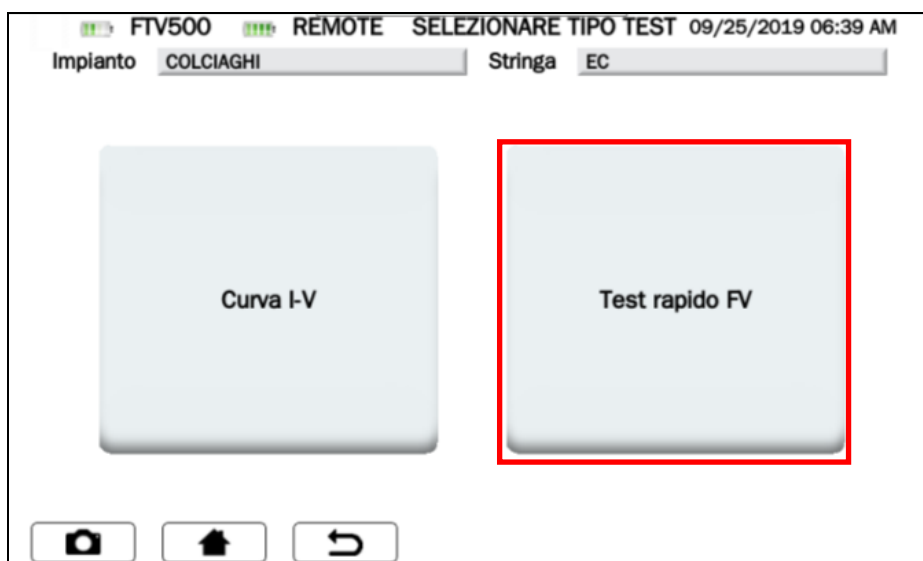 FTV500 REMOTE SELEZIONARE TIPO TEST 09/25/2019 06:39 AM
Impianto COLCIAGHI Stringa EC
Curva I-V Test rapido FV